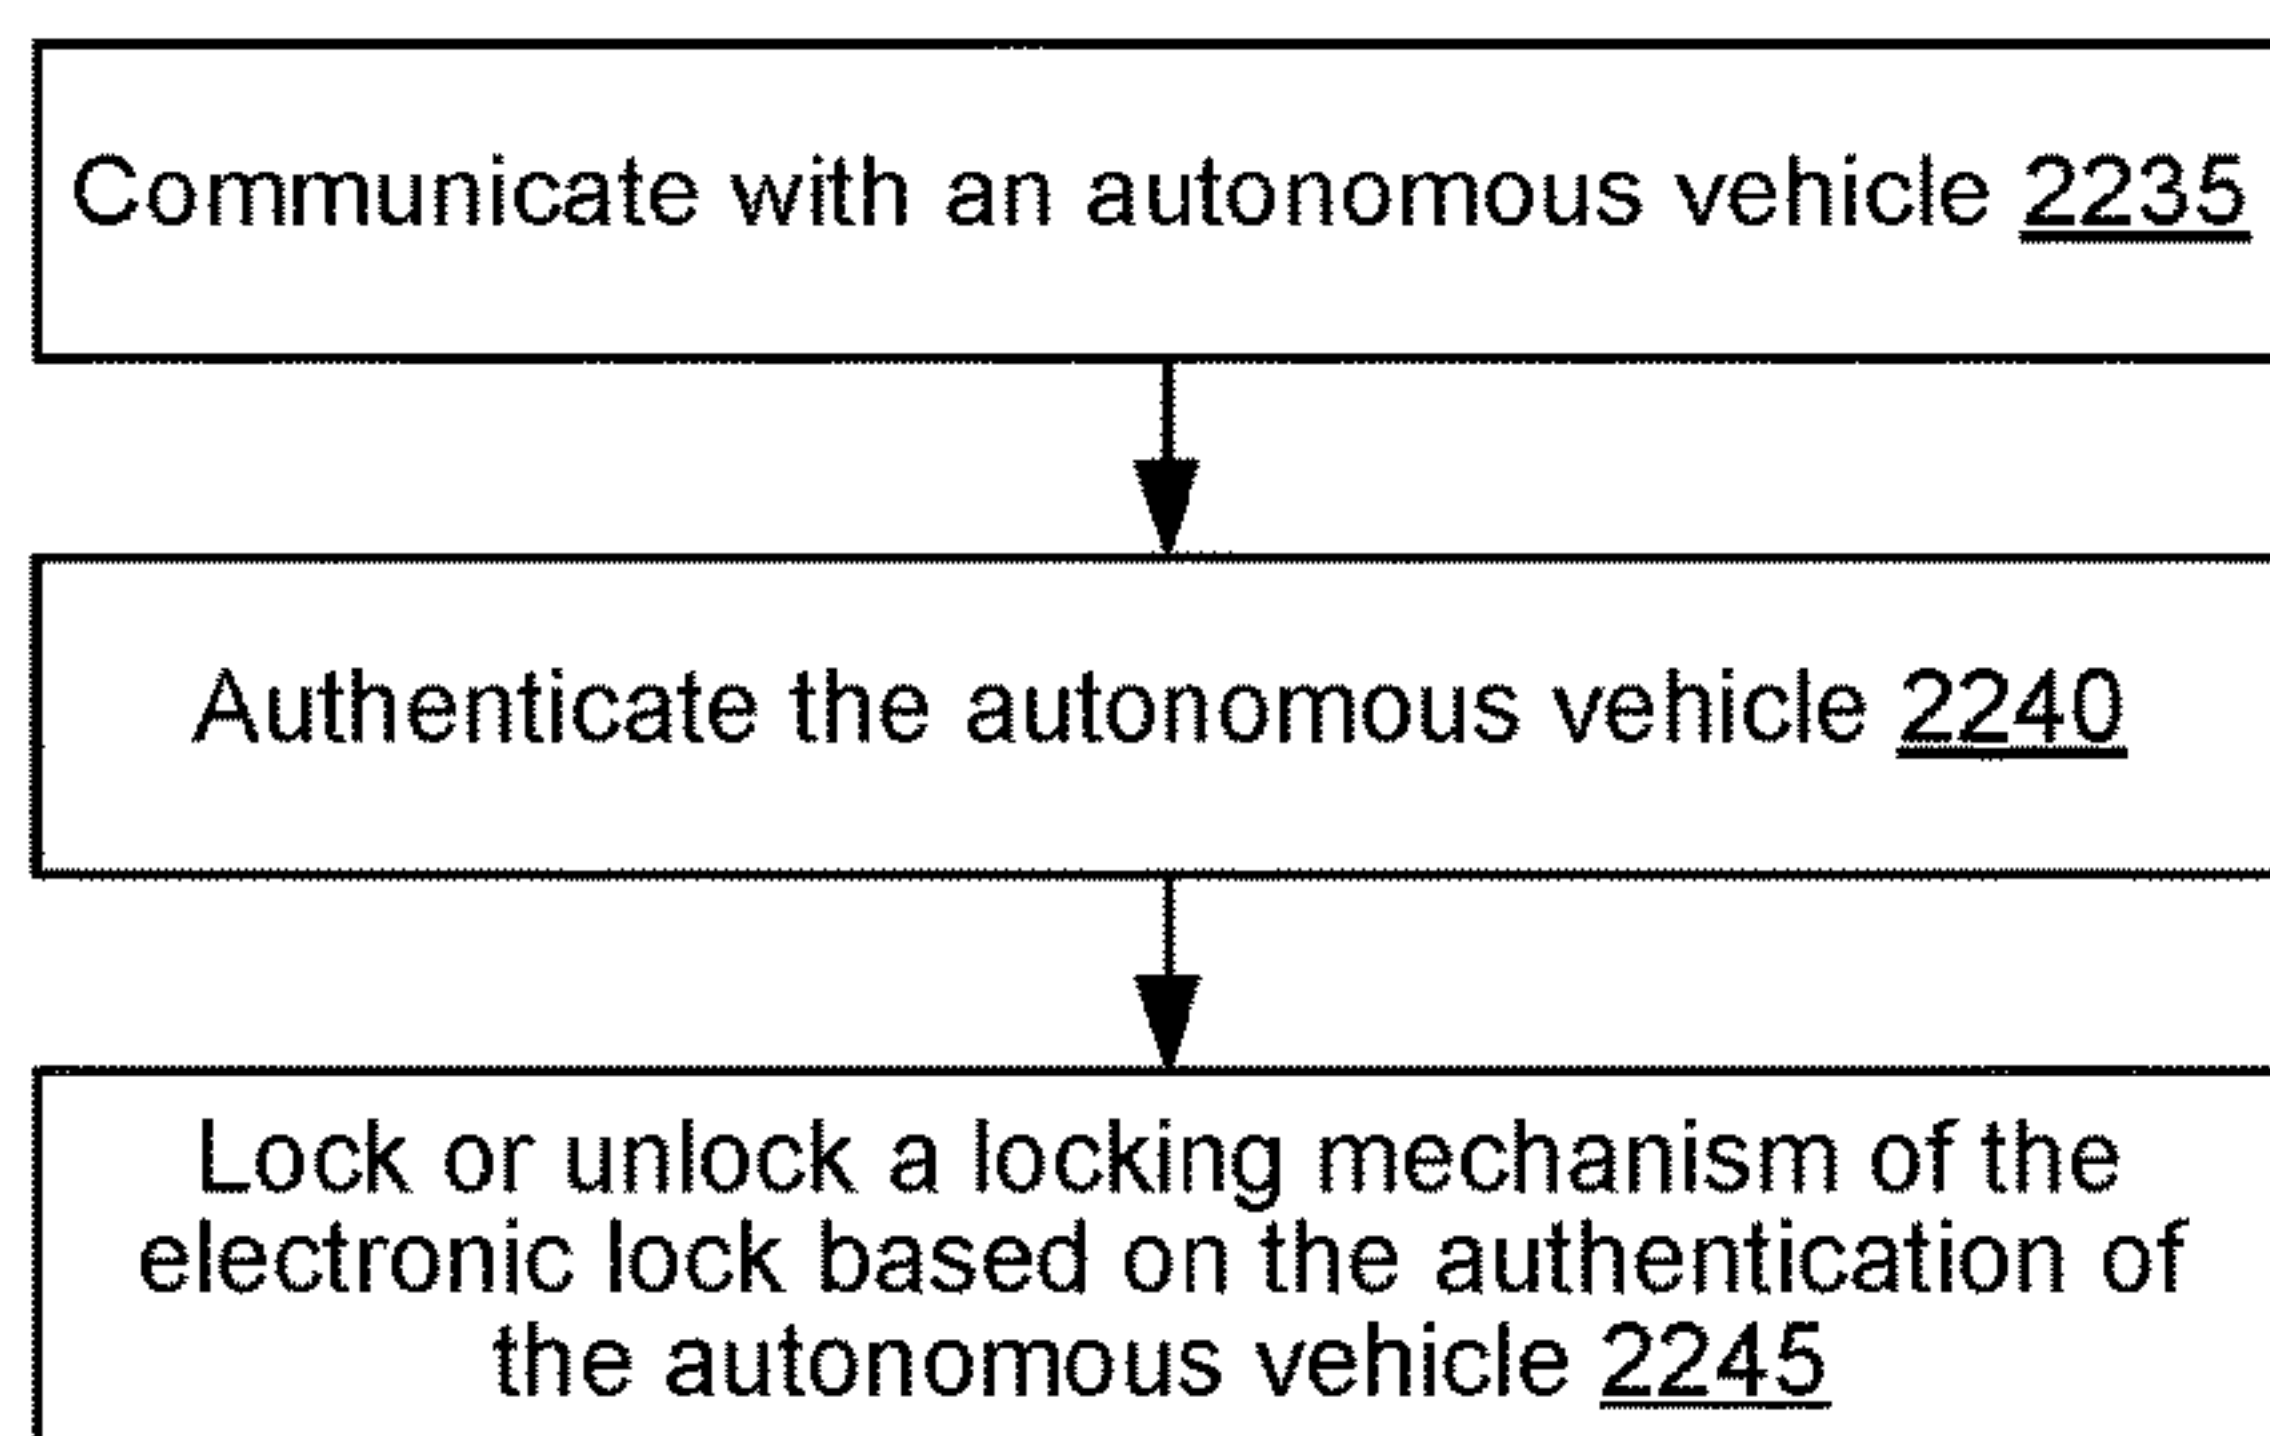 Communicate with an autonomous vehicle 2235
Authenticate the autonomous vehicle 2240
Lock or unlock a locking mechanism of the
electronic lock based on the authentication of
the autonomous vehicle 2245